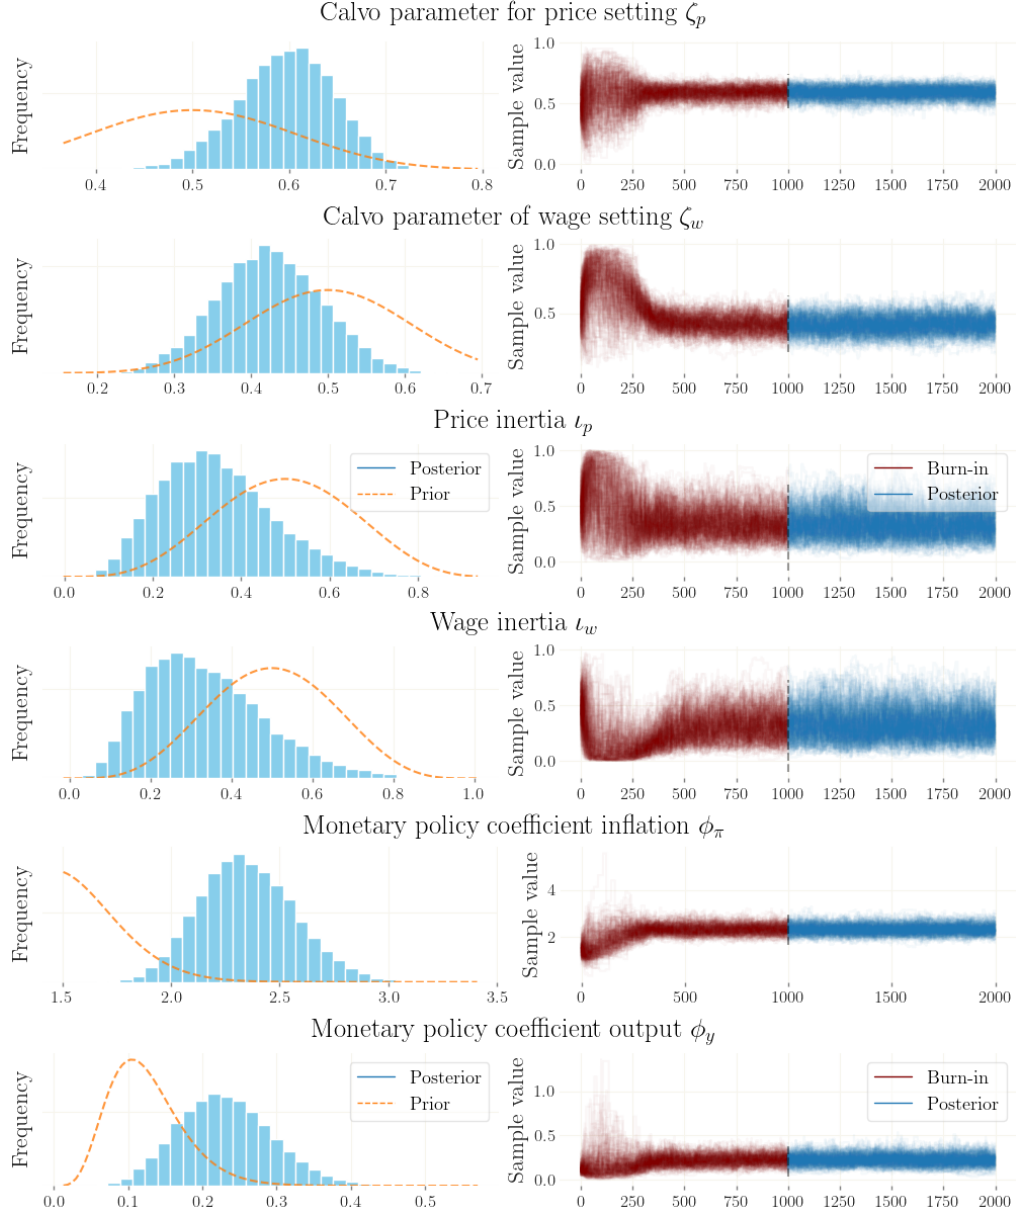 Calvo parameter for price setting ζp
Frequency
0.4 0.5 0.6 0.7 0.8
Sample value
1.0
0.5
0.0
0 250 500 750 1000 1250 1500 1750 2000
Calvo parameter of wage setting ζw
Frequency
0.2 0.3 0.4 0.5 0.6 0.7
Sample value
1.0
0.5
0 250 500 750 1000 1250 1500 1750 2000
Price inertia ιp
Frequency
Posterior
Prior
0.0 0.2 0.4 0.6 0.8
Sample value
1.0
0.5
0.0
Burn-in
Posterior
0 250 500 750 1000 1250 1500 1750 2000
Wage inertia ιw
Frequency
0.0 0.2 0.4 0.6 0.8 1.0
Sample value
1.0
0.5
0.0
0 250 500 750 1000 1250 1500 1750 2000
Monetary policy coefficient inflation ϕπ
Frequency
1.5 2.0 2.5 3.0 3.5
Sample value
4
2
0 500 1000 1500 2000
Monetary policy coefficient output ϕy
Frequency
Posterior
Prior
0.0 0.1 0.2 0.3 0.4 0.5
Sample value
1.0
0.5
0.0
Burn-in
Posterior
0 250 500 750 1000 1250 1500 1750 2000